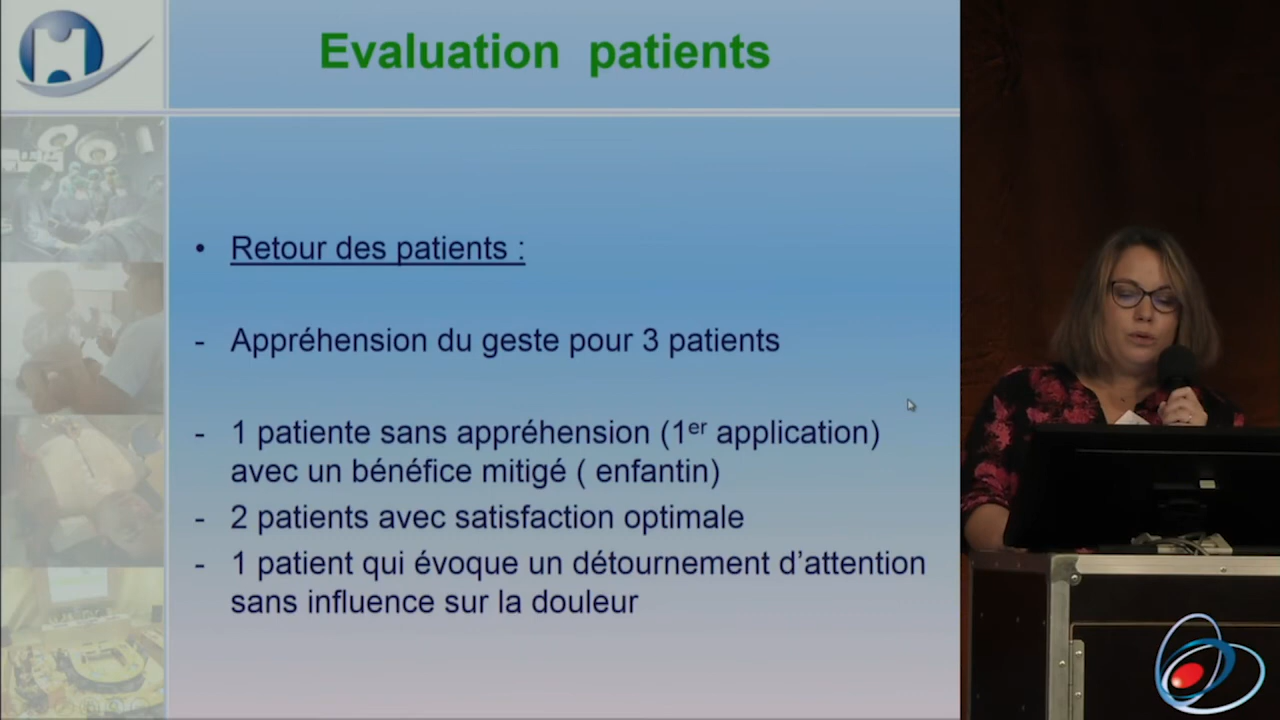 Evaluation patients
• Retour des patients :
- Appréhension du geste pour 3 patients
- 1 patiente sans appréhension (1er application)
avec un bénéfice mitigé ( enfantin)
- 2 patients avec satisfaction optimale
- 1 patient qui évoque un détournement d’attention
sans influence sur la douleur